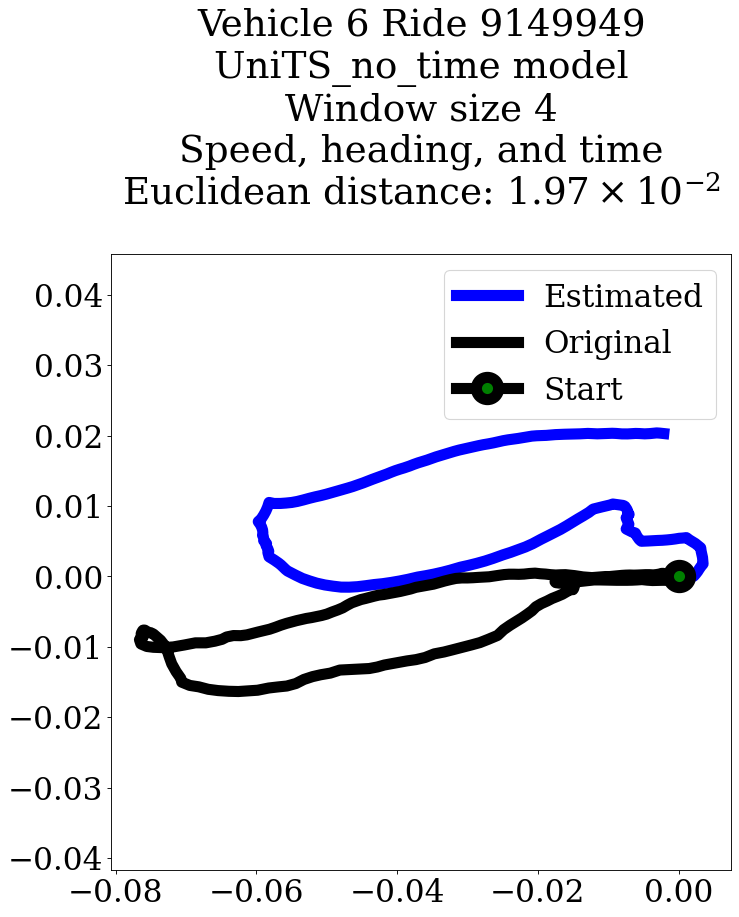 Vehicle 6 Ride 9149949
UniTS_no_time model
Window size 4
Speed, heading, and time
Euclidean distance: 1.97 × 10⁻²
Estimated
Original
Start
0.04
0.03
0.02
0.01
0.00
−0.01
−0.02
−0.03
−0.04
−0.08 −0.06 −0.04 −0.02 0.00